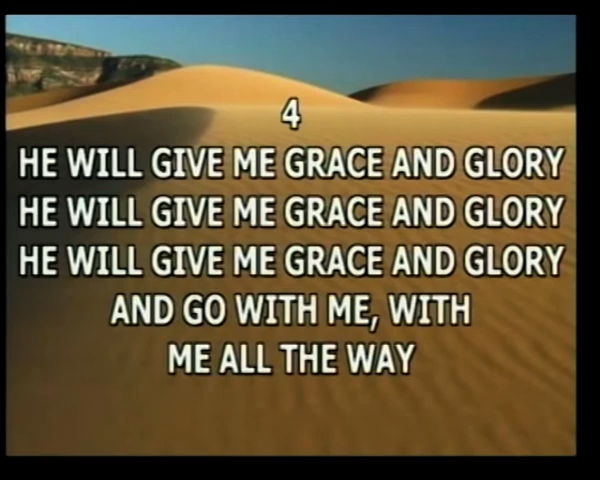 4
HE WILL GIVE ME GRACE AND GLORY
HE WILL GIVE ME GRACE AND GLORY
HE WILL GIVE ME GRACE AND GLORY
AND GO WITH ME, WITH
ME ALL THE WAY